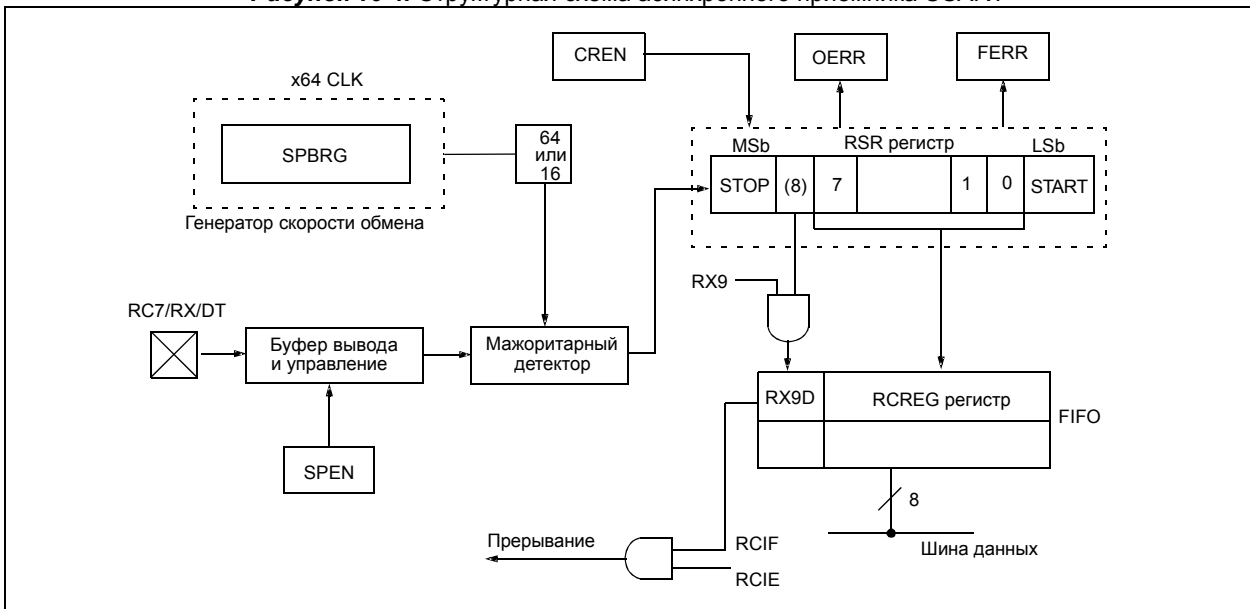 CREN
OERR
FERR
x64 CLK
SPBRG
64
или
16
MSb
RSR регистр
LSb
STOP
(8)
7
1
0
START
Генератор скорости обмена
RX9
RC7/RX/DT
Буфер вывода
и управление
Мажоритарный
детектор
RX9D
RCREG регистр
FIFO
SPEN
8
Прерывание
RCIF
Шина данных
RCIE